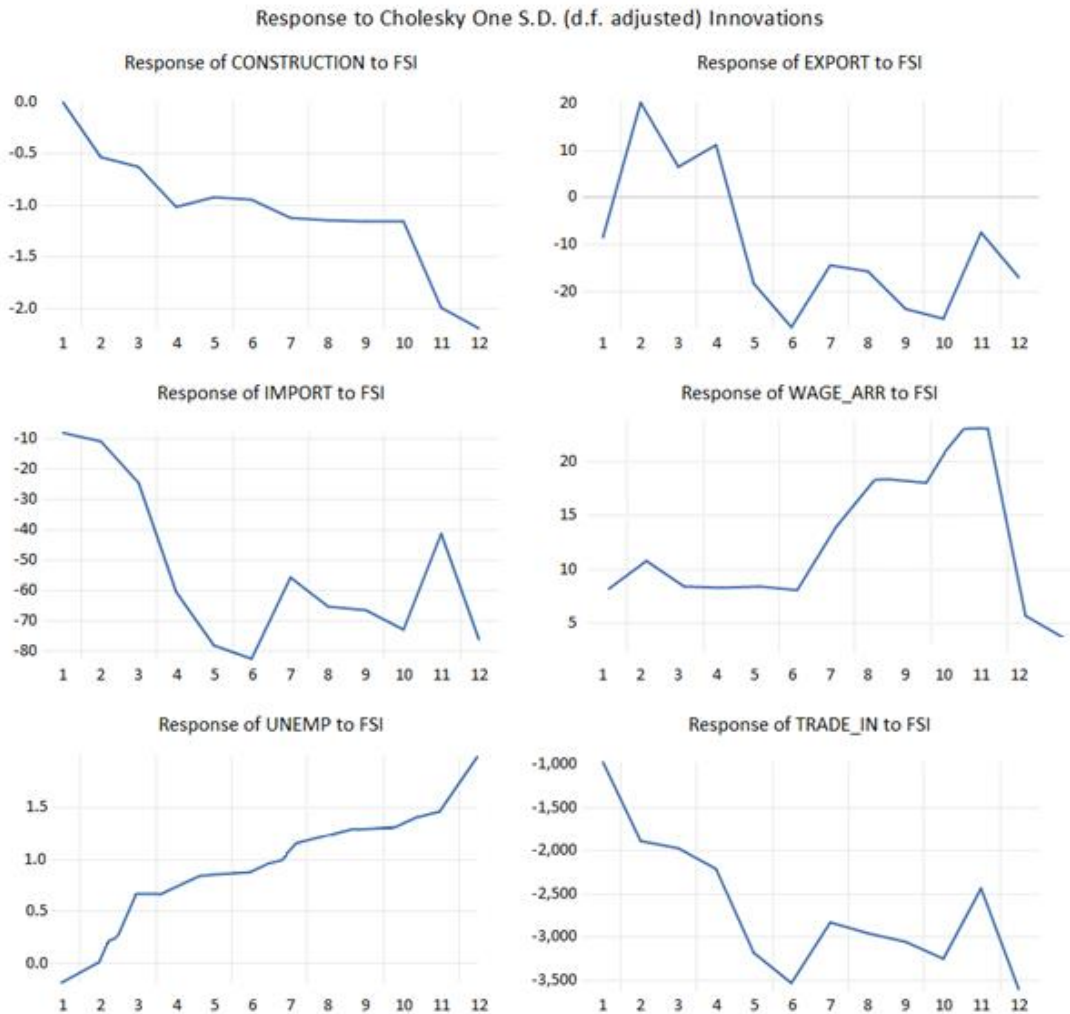 Response to Cholesky One S.D. (d.f. adjusted) Innovations
Response of CONSTRUCTION to FSI
0.0
-0.5
-1.0
-1.5
-2.0
1 2 3 4 5 6 7 8 9 10 11 12
Response of EXPORT to FSI
20
10
0
-10
-20
1 2 3 4 5 6 7 8 9 10 11 12
Response of IMPORT to FSI
-10
-20
-30
-40
-50
-60
-70
-80
1 2 3 4 5 6 7 8 9 10 11 12
Response of WAGE_ARR to FSI
20
15
10
5
1 2 3 4 5 6 7 8 9 10 11 12
Response of UNEMP to FSI
1.5
1.0
0.5
0.0
1 2 3 4 5 6 7 8 9 10 11 12
Response of TRADE_IN to FSI
-1,000
-1,500
-2,000
-2,500
-3,000
-3,500
1 2 3 4 5 6 7 8 9 10 11 12